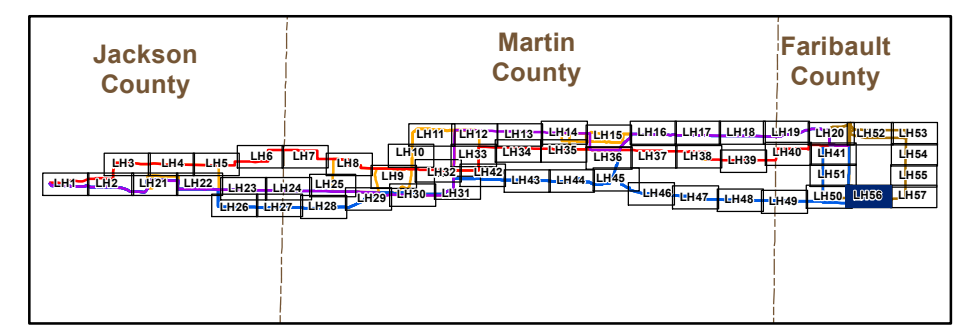 Jackson
County
Martin
County
Faribault
County
LH11 LH12 LH13 LH14 LH15 LH16 LH17 LH18 LH19 LH20 LH52 LH53
LH3 LH4 LH5 LH6 LH7 LH8 LH10 LH33 LH34 LH35 LH36 LH37 LH38 LH39 LH40 LH41 LH54
LH9 LH32 LH42 LH51 LH55
LH1 LH2 LH21 LH22 LH23 LH24 LH25 LH43 LH44 LH45
LH26 LH27 LH28 LH29 LH30 LH31 LH46 LH47 LH48 LH49 LH50 LH56 LH57